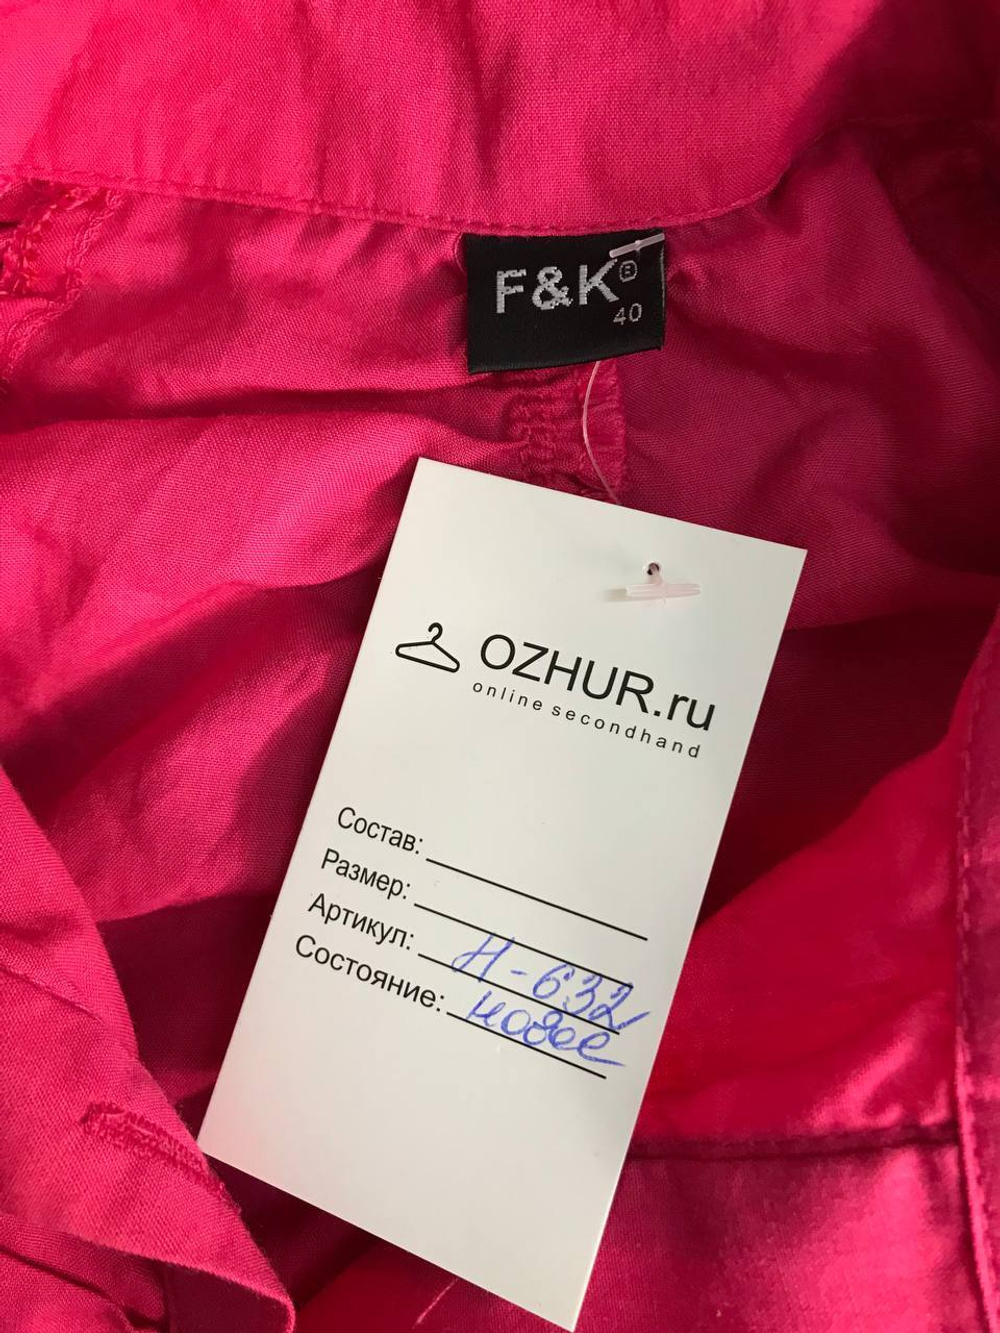 F&K®
40
OZHUR.ru
online secondhand
Состав:
Размер:
Артикул: Н-632
Состояние: новое